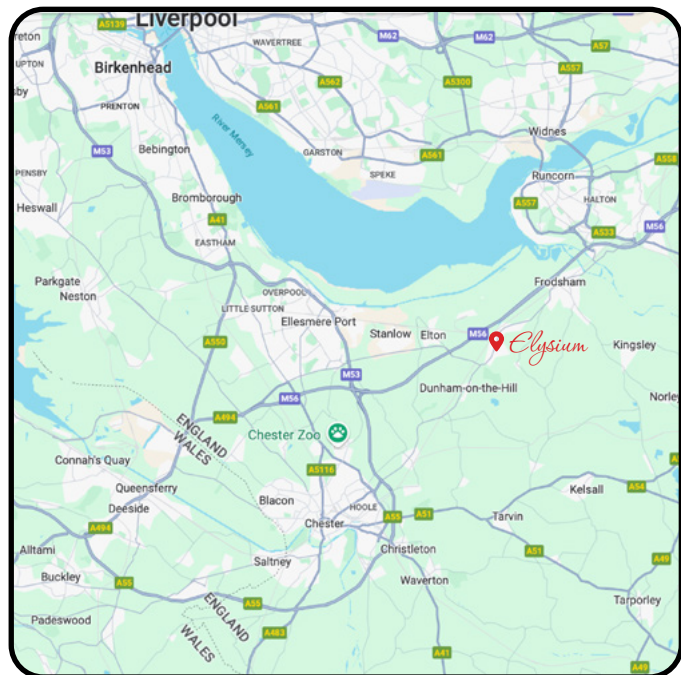 Liverpool
A5139
M62
M62
A57
reton
WAVERTREE
UPTON
Birkenhead
A562
A5300
A557
sby
PRENTON
A561
River Mersey
Widnes
M53
Bebington
GARSTON
A561
A558
PENSBY
SPEKE
Runcorn
Heswall
Bromborough
A557
HALTON
A41
A533
M56
EASTHAM
Parkgate
Neston
OVERPOOL
Frodsham
LITTLE SUTTON
Ellesmere Port
Stanlow
Elton
M56
Elysium
Kingsley
A550
M53
Dunham-on-the-Hill
M56
Norley
A494
ENGLAND
WALES
Chester Zoo
Connah's Quay
A5116
Queensferry
Deeside
Blacon
HOOLE
Kelsall
A54
A494
Chester
A55
A51
Tarvin
Alltami
Christleton
A51
A49
Saltney
Buckley
A55
Waverton
A55
ENGLAND
WALES
Tarporley
Padeswood
A483
A41
A49